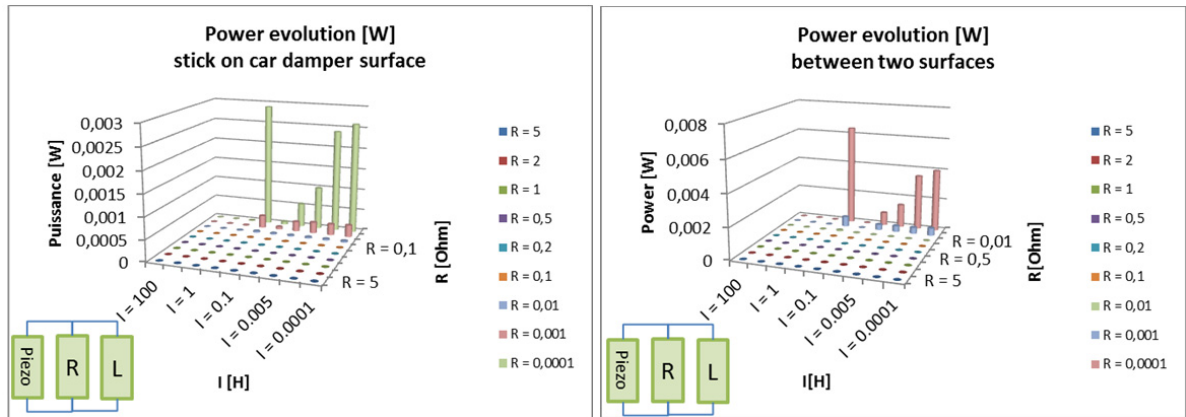 Power evolution [W]
stick on car damper surface
Puissance [W]
0,003
0,0025
0,002
0,0015
0,001
0,0005
0
I = 100
I = 1
I = 0.1
I = 0.005
I = 0.0001
I [H]
R = 0,1
R = 5
R [Ohm]
R = 5
R = 2
R = 1
R = 0,5
R = 0,2
R = 0,1
R = 0,01
R = 0,001
R = 0,0001
Piezo
R
L
Power evolution [W]
between two surfaces
Power [W]
0,008
0,006
0,004
0,002
0
I = 100
I = 1
I = 0.1
I = 0.005
I = 0.0001
I[H]
R = 0,01
R = 0,5
R = 5
R[Ohm]
R = 5
R = 2
R = 1
R = 0,5
R = 0,2
R = 0,1
R = 0,01
R = 0,001
R = 0,0001
Piezo
R
L